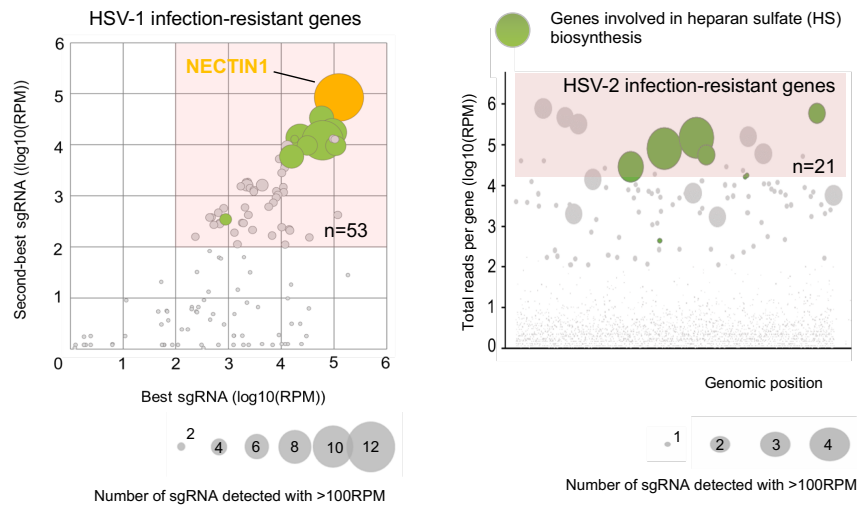 HSV-1 infection-resistant genes
6
5
4
3
2
1
0
Second-best sgRNA ((log10(RPM))
NECTIN1
n=53
1
2
3
4
5
6
Best sgRNA (log10(RPM))
2
4
6
8
10
12
Number of sgRNA detected with >100RPM
Genes involved in heparan sulfate (HS)
biosynthesis
HSV-2 infection-resistant genes
n=21
6
5
4
3
2
1
0
Total reads per gene (log10(RPM))
Genomic position
1
2
3
4
Number of sgRNA detected with >100RPM